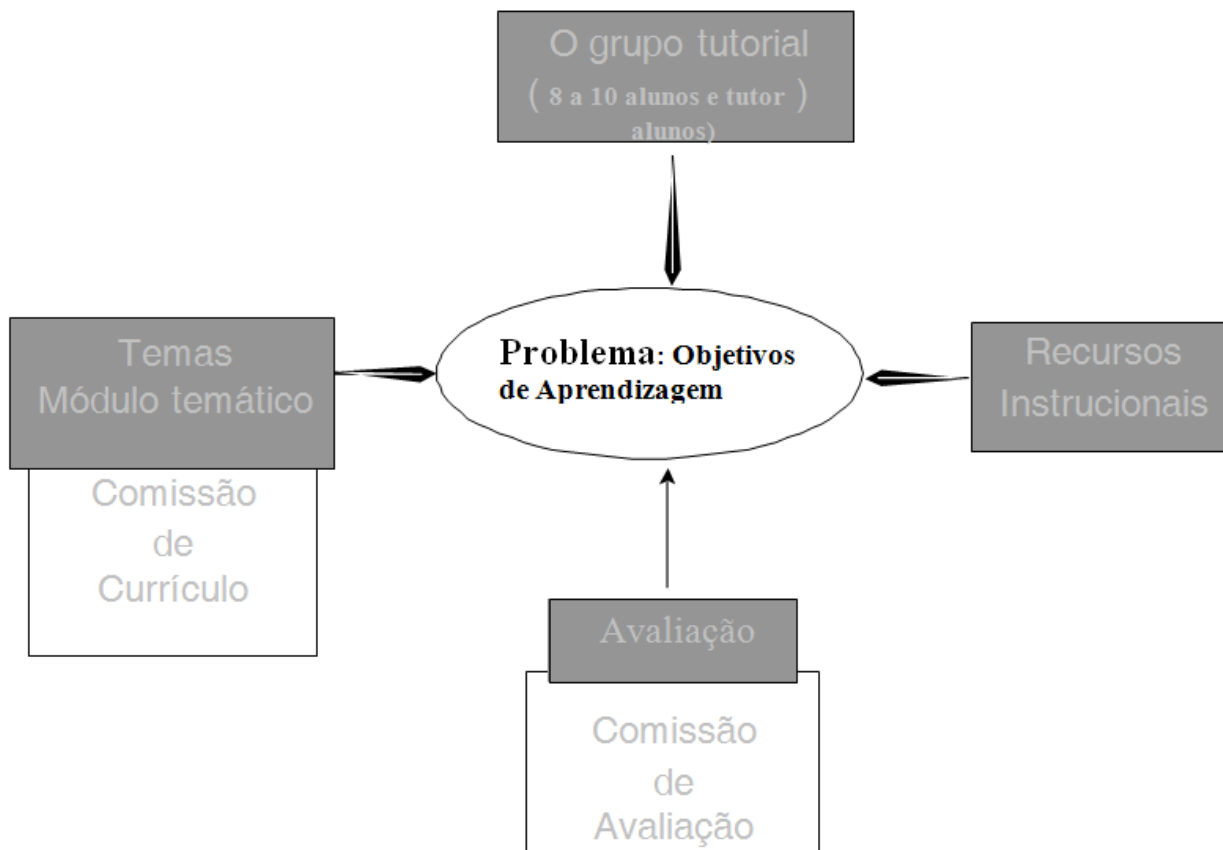 O grupo tutorial
( 8 a 10 alunos e tutor )
alunos)
Problema: Objetivos
de Aprendizagem
Temas
Módulo temático
Comissão
de
Currículo
Recursos
Instrucionais
Avaliação
Comissão
de
Avaliação